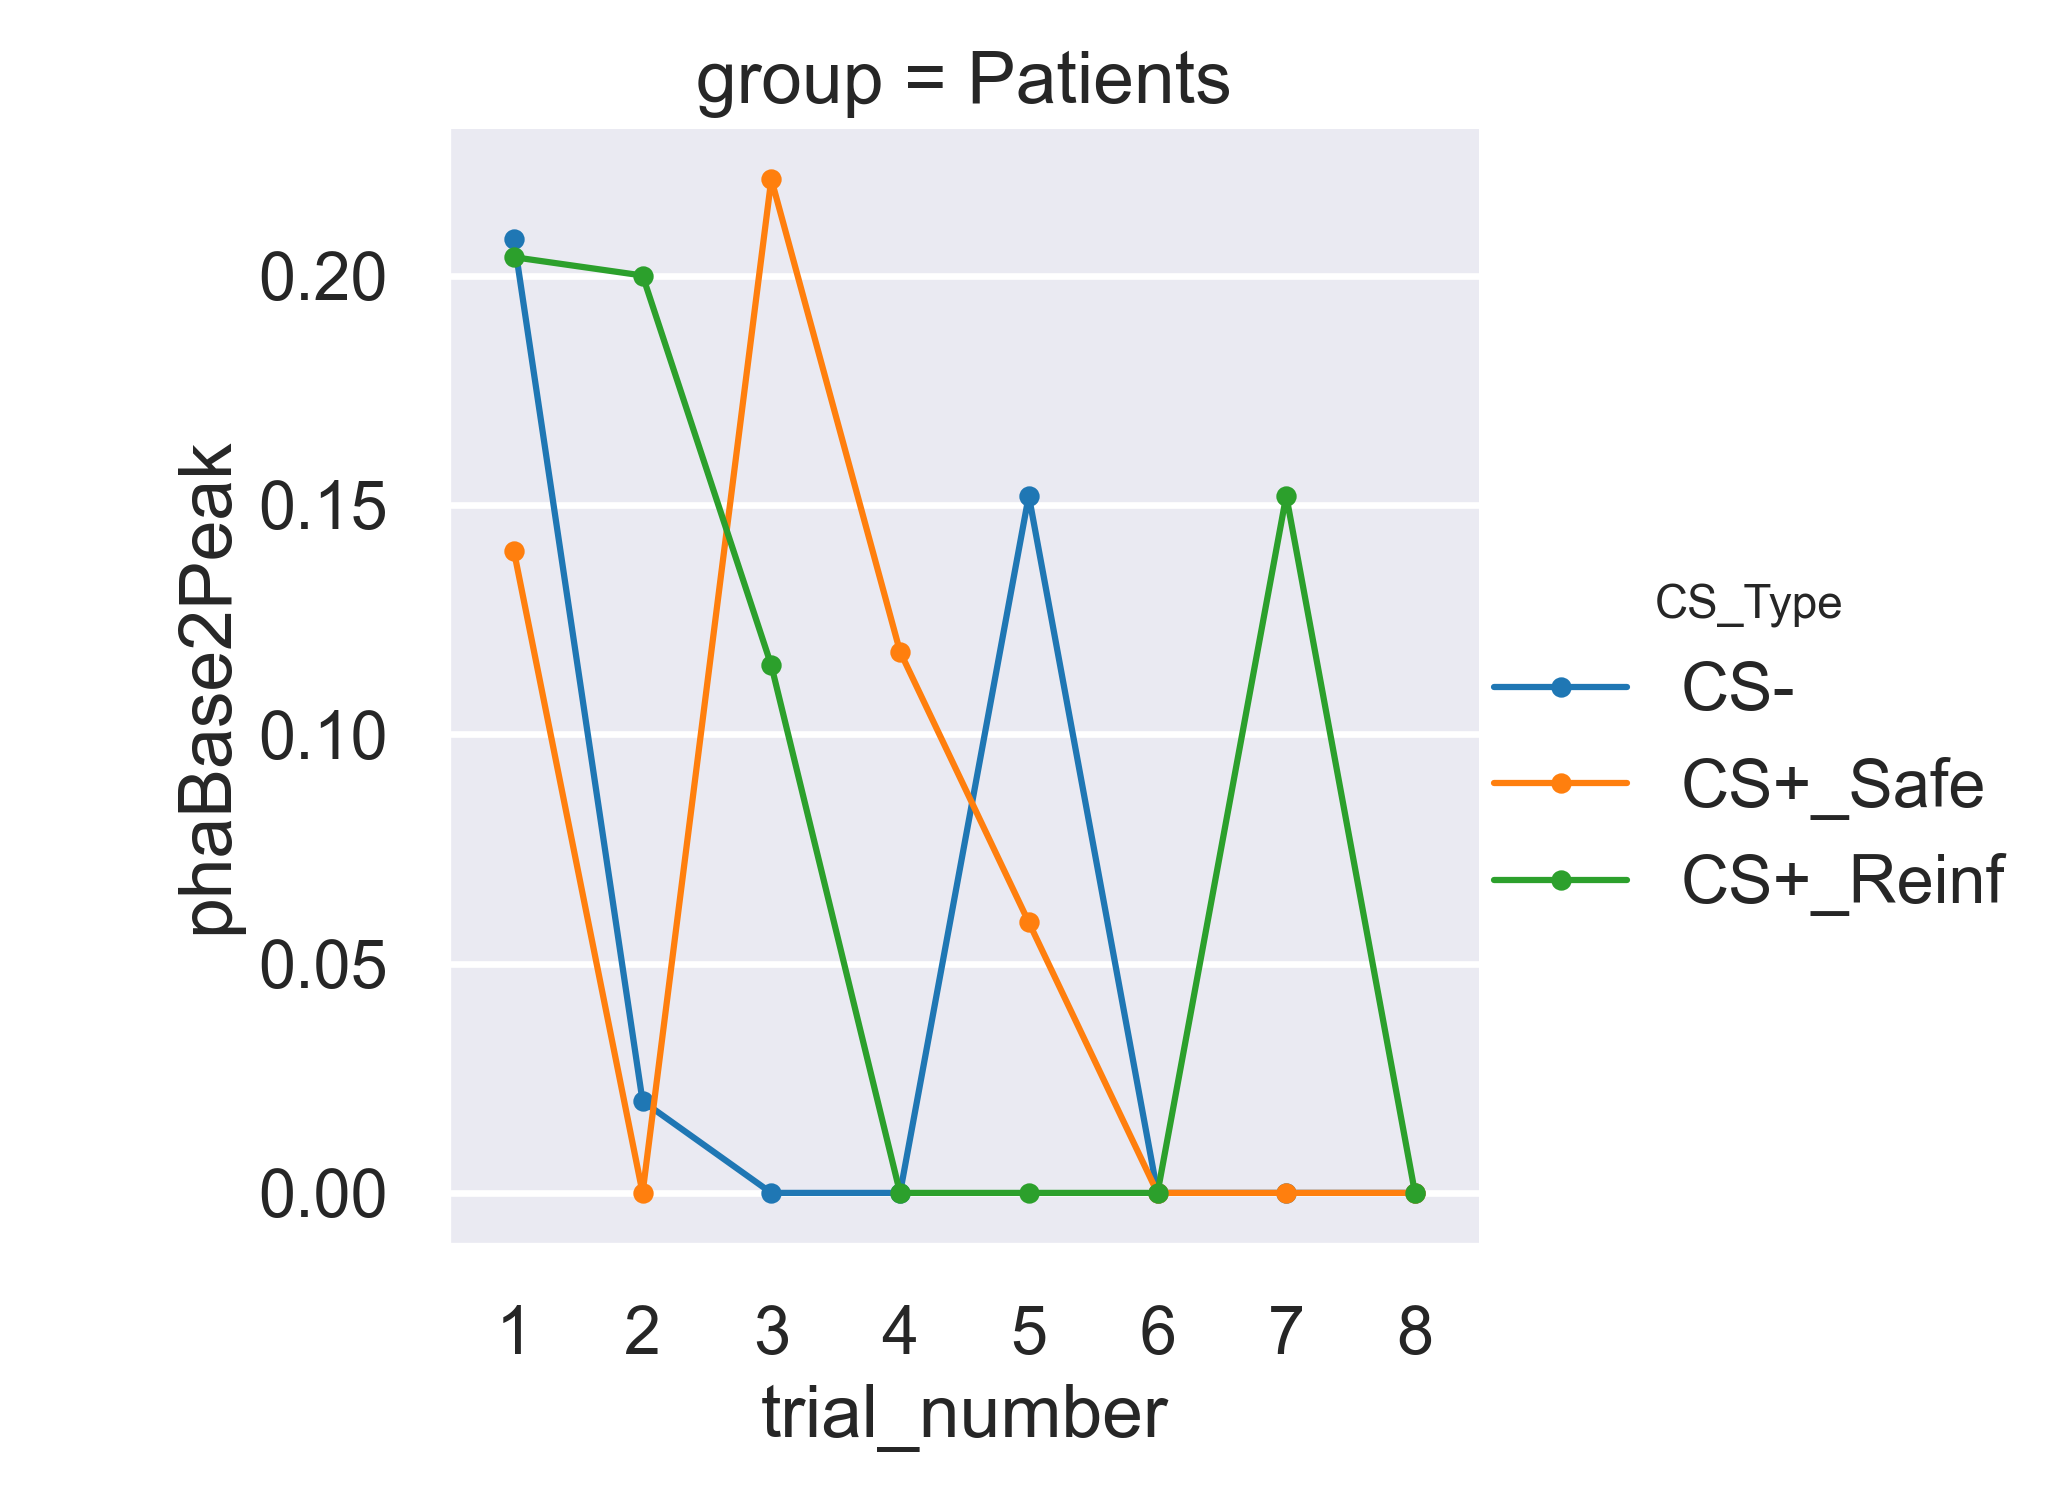 group = Patients
phaBase2Peak
0.20
0.15
0.10
0.05
0.00
1 2 3 4 5 6 7 8
trial_number
CS_Type
CS-
CS+_Safe
CS+_Reinf